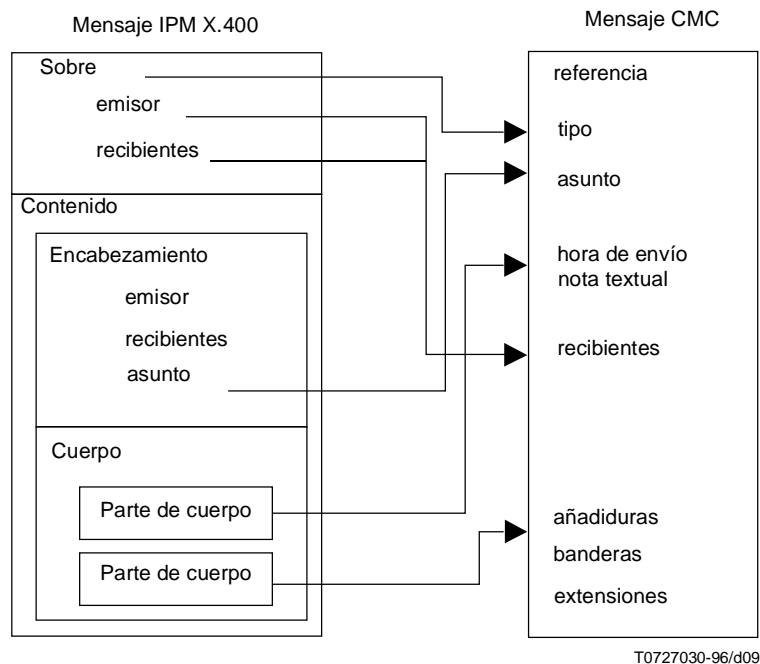 Mensaje IPM X.400
Sobre
emisor
recibientes
Contenido
Encabezamiento
emisor
recibientes
asunto
Cuerpo
Parte de cuerpo
Parte de cuerpo
Mensaje CMC
referencia
tipo
asunto
hora de envío
nota textual
recibientes
añadiduras
banderas
extensiones
T0727030-96/d09